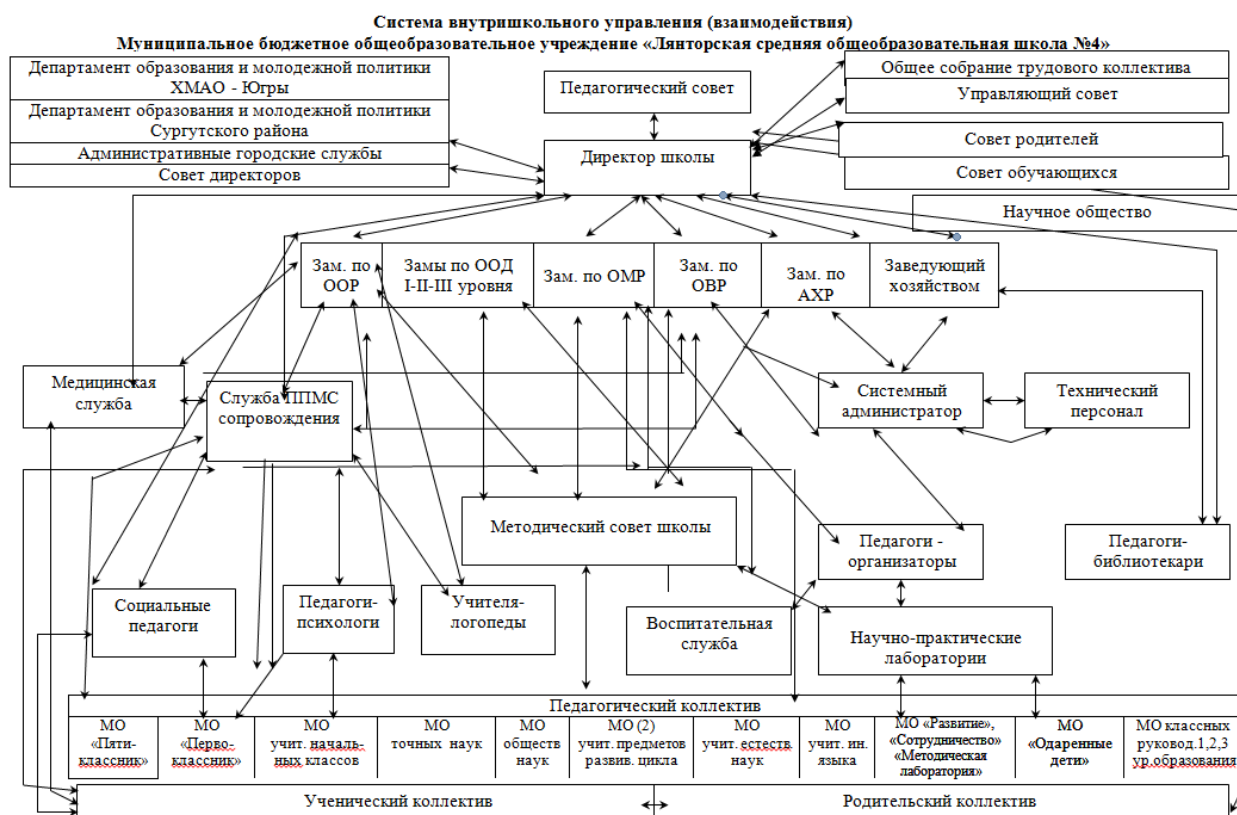 Система внутришкольного управления (взаимодействия)
Муниципальное бюджетное общеобразовательное учреждение «Лянторская средняя общеобразовательная школа №4»
Департамент образования и молодежной политики
ХМАО - Югры
Департамент образования и молодежной политики
Сургутского района
Административные городские службы
Совет директоров
Педагогический совет
Директор школы
Общее собрание трудового коллектива
Управляющий совет
Совет родителей
Совет обучающихся
Научное общество
Зам. по
ООР
Замы по ООД
I-II-III уровня
Зам. по ОМР
Зам. по
ОВР
Зам. по
АХР
Заведующий
хозяйством
Медицинская
служба
Служба ППМС
сопровождения
Системный
администратор
Технический
персонал
Методический совет школы
Педагоги -
организаторы
Педагоги-
библиотекари
Социальные
педагоги
Педагоги-
психологи
Учителя-
логопеды
Воспитательная
служба
Научно-практические
лаборатории
Педагогический коллектив
МО
«Пяти-
классник»
МО
«Перво-
классник»
МО
учит. началь-
ных классов
МО
точных наук
МО
обществ
наук
МО (2)
учит. предметов
развив. цикла
МО
учит. естеств.
наук
МО
учит. ин.
языка
МО «Развитие»,
«Сотрудничество»
«Методическая
лаборатория»
МО
«Одаренные
дети»
МО классных
руковод.1,2,3
ур.образования
Ученический коллектив
Родительский коллектив